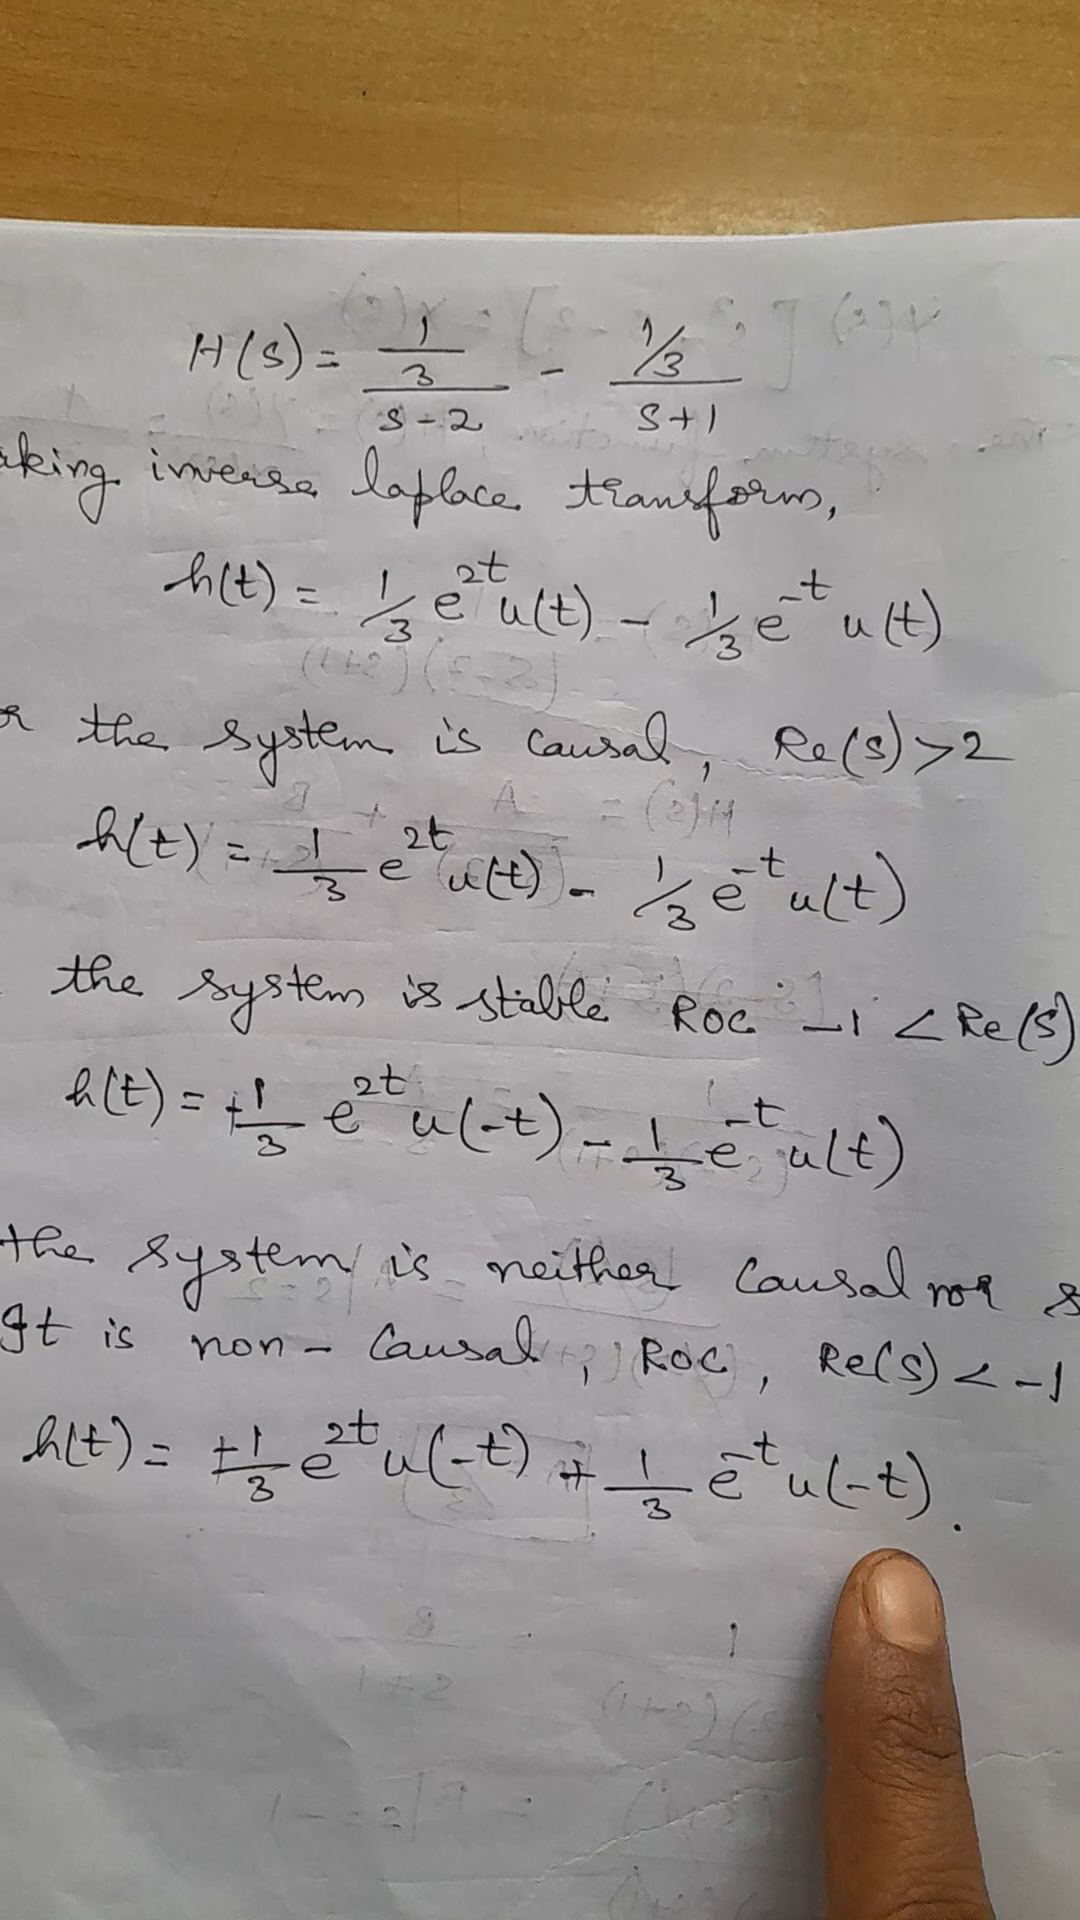 H(s) = 1/3 / s-2 - 1/3 / s+1
aking inverse laplace transform,
h(t) = 1/3 e^2t u(t) - 1/3 e^-t u(t)
r the system is causal, Re(s) > 2
h(t) = 1/3 e^2t u(t) - 1/3 e^-t u(t)
the system is stable ROC -1 < Re(s)
h(t) = +1/3 e^2t u(-t) - 1/3 e^-t u(t)
the system is neither causal nor s
It is non-causal, ROC, Re(s) < -1
h(t) = +1/3 e^2t u(-t) + 1/3 e^-t u(-t).